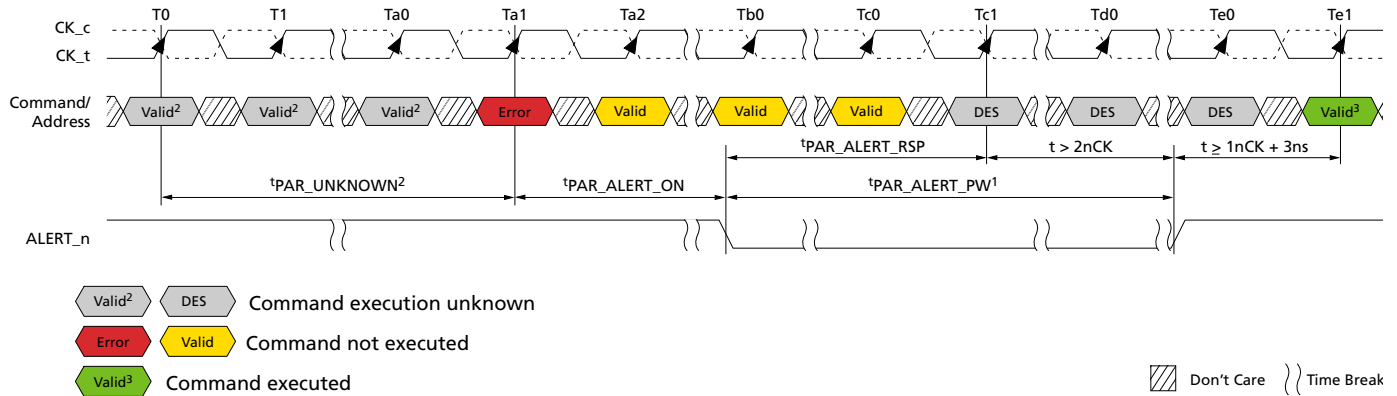 T0 T1 Ta0 Ta1 Ta2 Tb0 Tc0 Tc1 Td0 Te0 Te1
CK_c
CK_t
Command/
Address
Valid² Valid² Valid² Error Valid Valid Valid DES DES DES Valid³
tPAR_ALERT_RSP t > 2nCK t ≥ 1nCK + 3ns
tPAR_UNKNOWN² tPAR_ALERT_ON tPAR_ALERT_PW¹
ALERT_n
Valid² DES Command execution unknown
Error Valid Command not executed
Valid³ Command executed
Don't Care Time Break